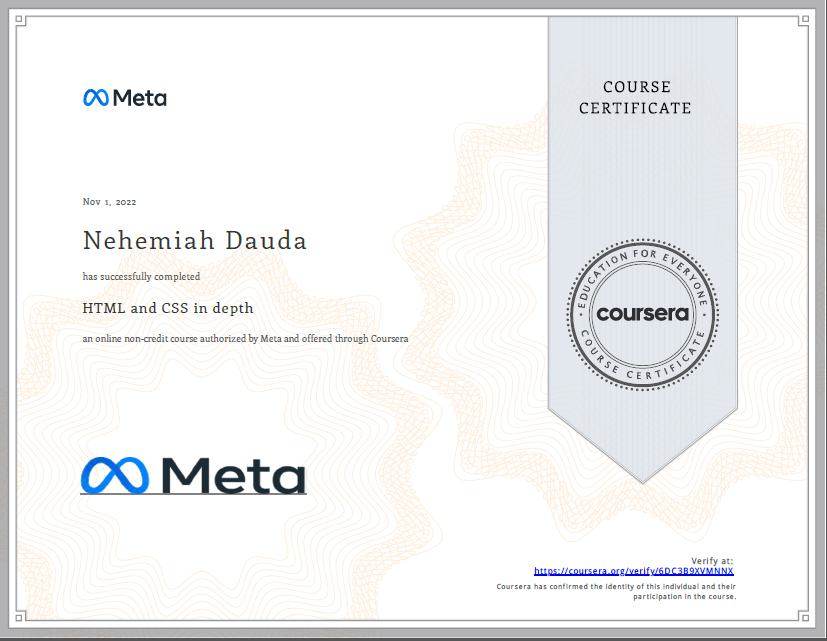 Meta
COURSE
CERTIFICATE
Nov 1, 2022
Nehemiah Dauda
has successfully completed
HTML and CSS in depth
an online non-credit course authorized by Meta and offered through Coursera
EDUCATION FOR EVERYONE
coursera
COURSE CERTIFICATE
Meta
Verify at:
https://coursera.org/verify/6DC3B9XVMNNX
Coursera has confirmed the identity of this individual and their
participation in the course.